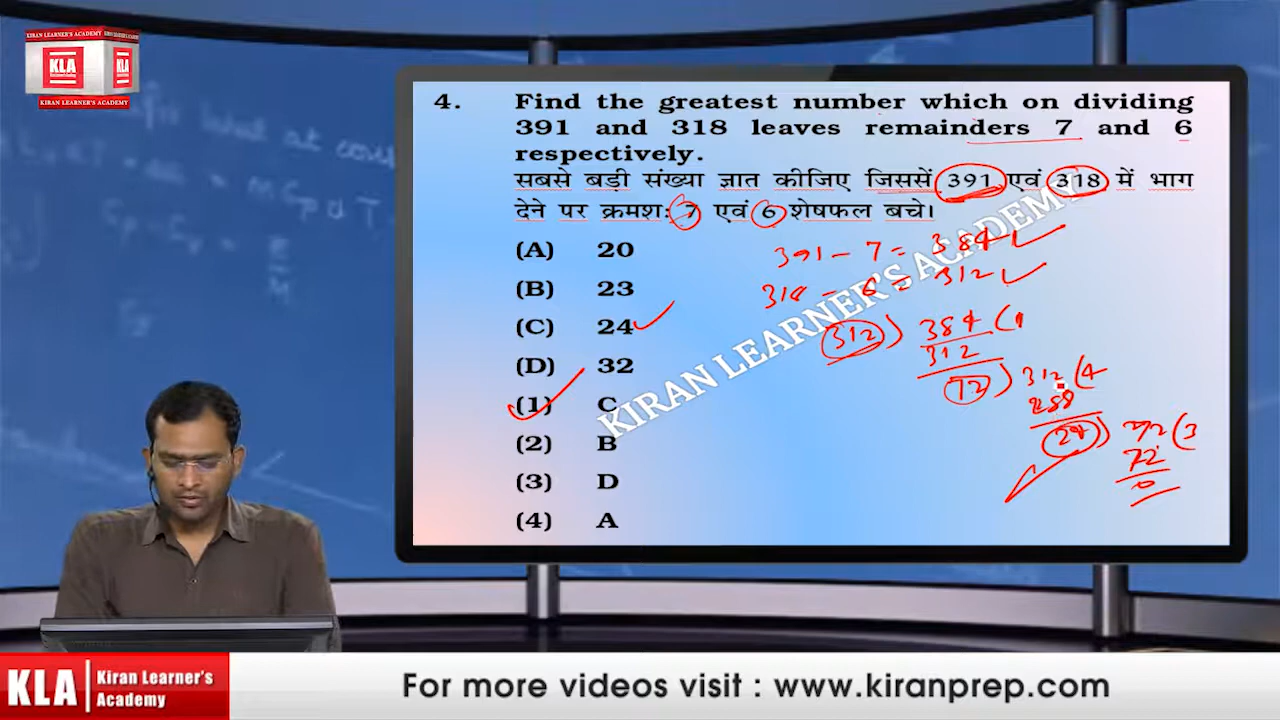 KIRAN LEARNER'S ACADEMY
KLA
KLA
KIRAN LEARNER'S ACADEMY
4. Find the greatest number which on dividing
391 and 318 leaves remainders 7 and 6
respectively.
सबसे बड़ी संख्या ज्ञात कीजिए जिससें 391 एवं 318 में भाग
देने पर क्रमशः 7 एवं 6 शेषफल बचे।
(A) 20
(B) 23
(C) 24
(D) 32
(1) C
(2) B
(3) D
(4) A
391 - 7 = 384
318 - 6 = 312
312) 384 (1
312
72) 312 (4
288
24) 72 (3
72
0
KIRAN LEARNER'S ACADEMY
KLA Kiran Learner's
Academy
For more videos visit : www.kiranprep.com